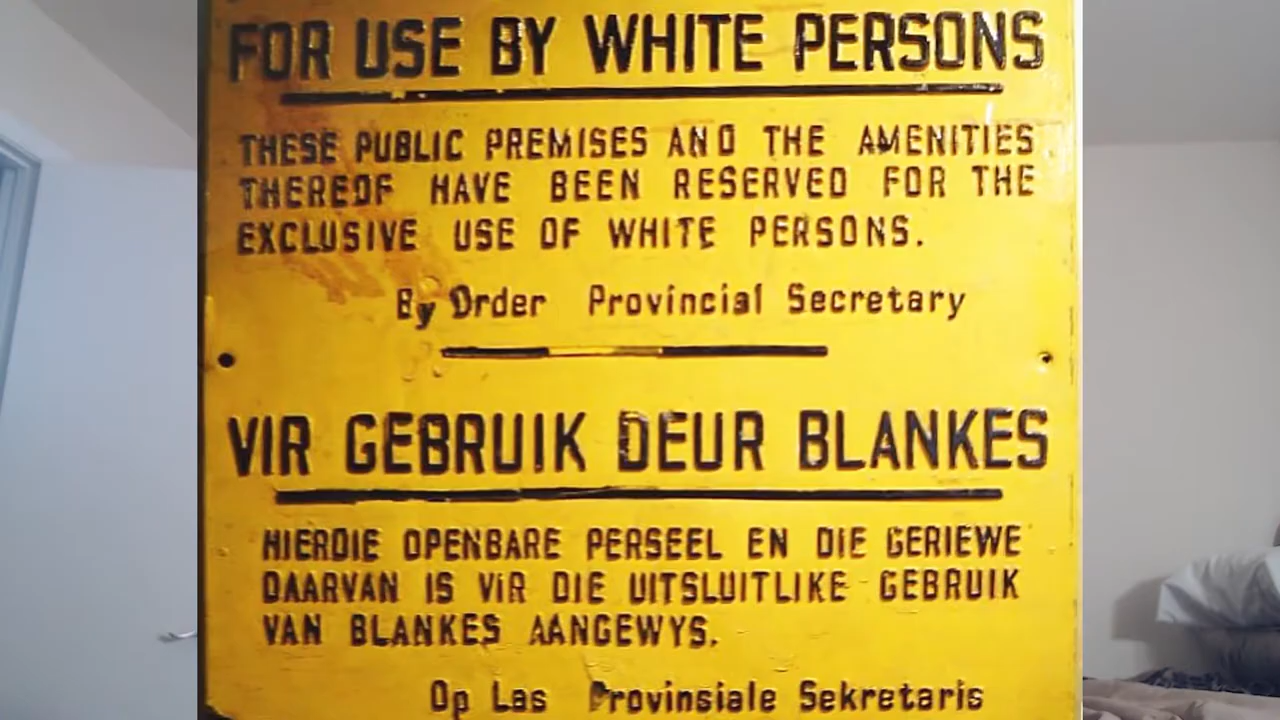 FOR USE BY WHITE PERSONS
THESE PUBLIC PREMISES AND THE AMENITIES
THEREOF HAVE BEEN RESERVED FOR THE
EXCLUSIVE USE OF WHITE PERSONS.
By Order Provincial Secretary
VIR GEBRUIK DEUR BLANKES
HIERDIE OPENBARE PERSEEL EN DIE GERIEWE
DAARVAN IS VIR DIE UITSLUITLIKE GEBRUIK
VAN BLANKES AANGEWYS.
Op Las Provinsiale Sekretaris